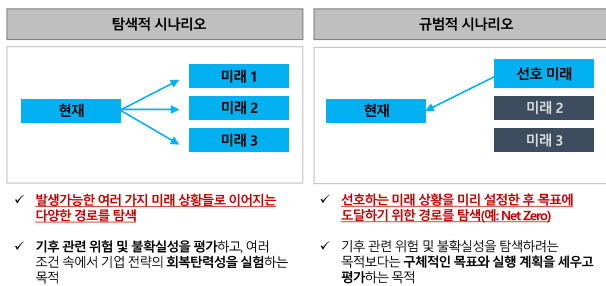 탐색적 시나리오
현재
미래 1
미래 2
미래 3
✓ 발생가능한 여러 가지 미래 상황들로 이어지는
다양한 경로를 탐색
✓ 기후 관련 위험 및 불확실성을 평가하고, 여러
조건 속에서 기업 전략의 회복탄력성을 실험하는
목적
규범적 시나리오
현재
선호 미래
미래 2
미래 3
✓ 선호하는 미래 상황을 미리 설정한 후 목표에
도달하기 위한 경로를 탐색(예: Net Zero)
✓ 기후 관련 위험 및 불확실성을 탐색하려는
목적보다는 구체적인 목표와 실행 계획을 세우고
평가하는 목적